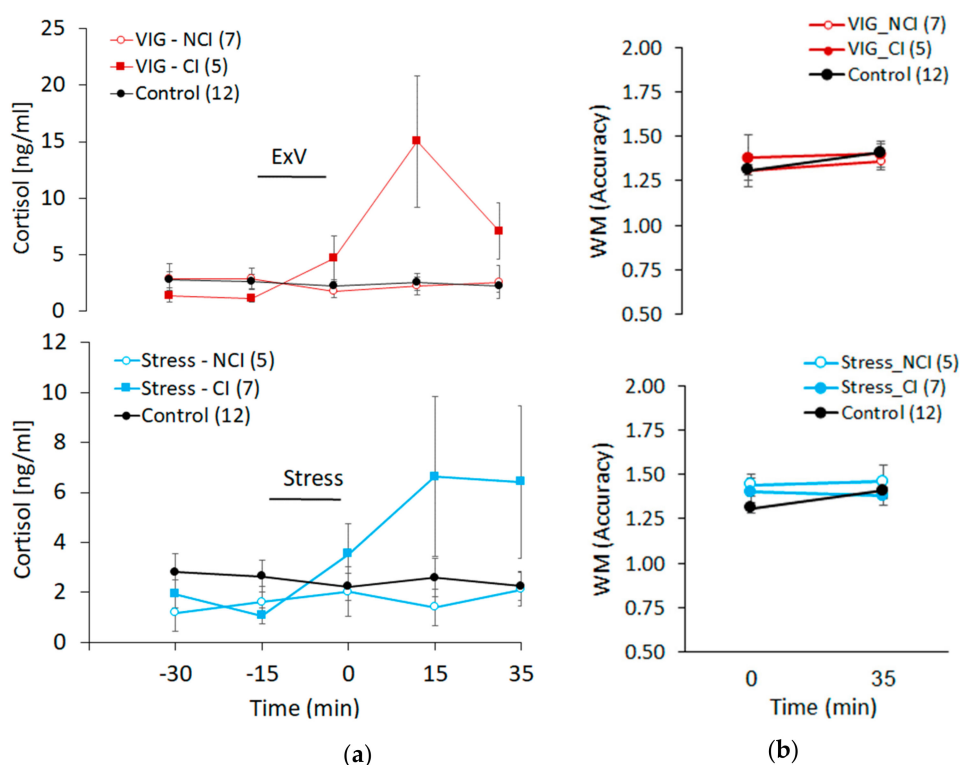 25
20
15
10
5
0
Cortisol [ng/ml]
VIG - NCI (7)
VIG - CI (5)
Control (12)
ExV
2.00
1.75
1.50
1.25
1.00
0.75
0.50
WM (Accuracy)
VIG_NCI (7)
VIG_CI (5)
Control (12)
12
10
8
6
4
2
0
Cortisol [ng/ml]
Stress - NCI (5)
Stress - CI (7)
Control (12)
Stress
-30 -15 0 15 35
Time (min)
(a)
2.00
1.75
1.50
1.25
1.00
0.75
0.50
WM (Accuracy)
Stress_NCI (5)
Stress_CI (7)
Control (12)
0 35
Time (min)
(b)